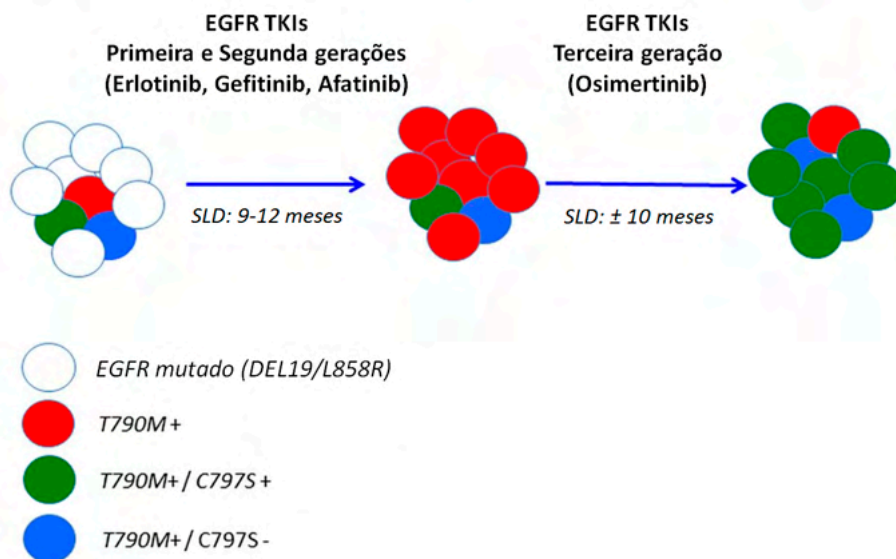 EGFR TKIs
Primeira e Segunda gerações
(Erlotinib, Gefitinib, Afatinib)
EGFR TKIs
Terceira geração
(Osimertinib)
SLD: 9-12 meses
SLD: ± 10 meses
EGFR mutado (DEL19/L858R)
T790M +
T790M+ / C797S +
T790M+ / C797S -